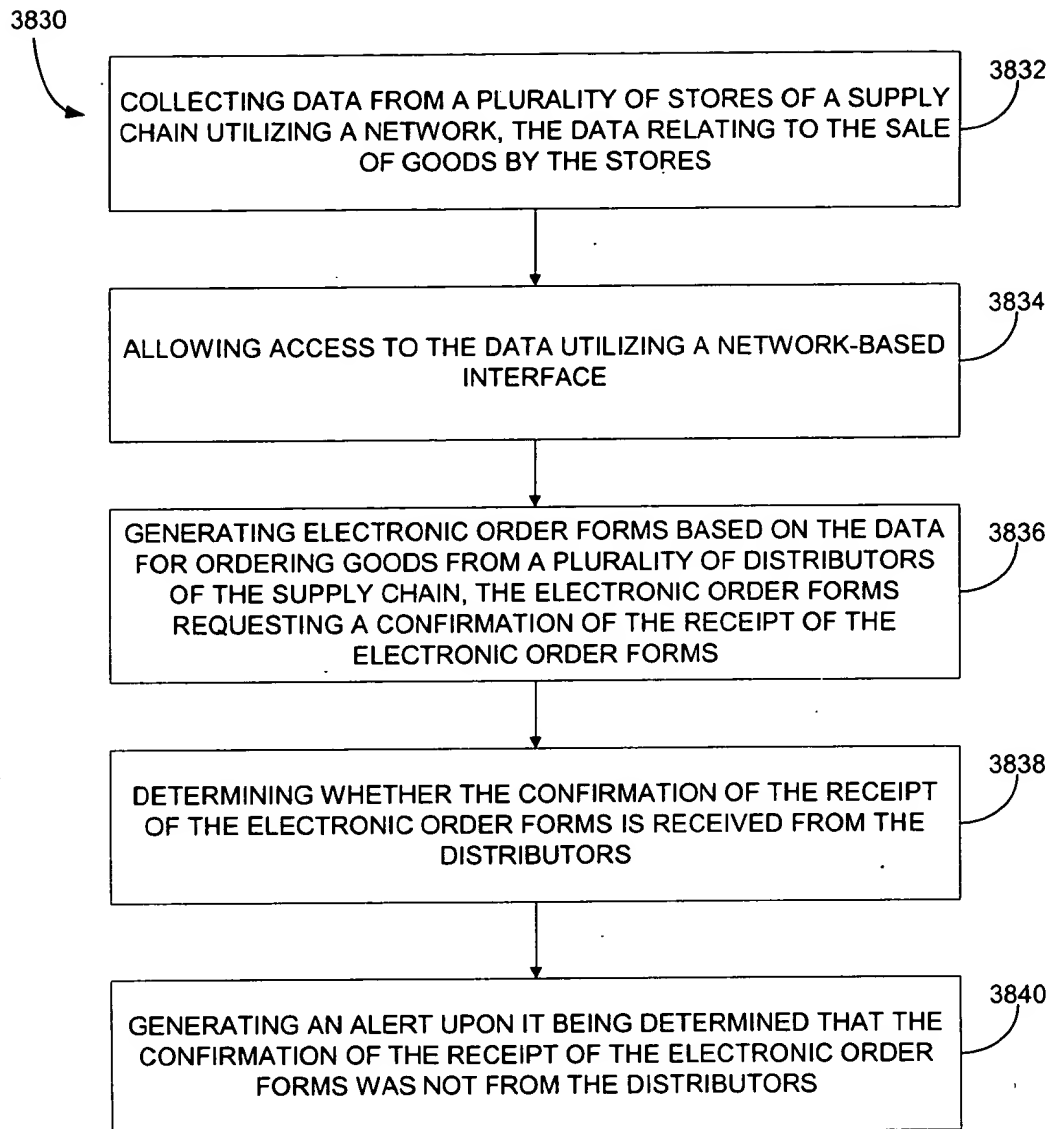 3830
3832
COLLECTING DATA FROM A PLURALITY OF STORES OF A SUPPLY
CHAIN UTILIZING A NETWORK, THE DATA RELATING TO THE SALE
OF GOODS BY THE STORES
3834
ALLOWING ACCESS TO THE DATA UTILIZING A NETWORK-BASED
INTERFACE
3836
GENERATING ELECTRONIC ORDER FORMS BASED ON THE DATA
FOR ORDERING GOODS FROM A PLURALITY OF DISTRIBUTORS
OF THE SUPPLY CHAIN, THE ELECTRONIC ORDER FORMS
REQUESTING A CONFIRMATION OF THE RECEIPT OF THE
ELECTRONIC ORDER FORMS
3838
DETERMINING WHETHER THE CONFIRMATION OF THE RECEIPT
OF THE ELECTRONIC ORDER FORMS IS RECEIVED FROM THE
DISTRIBUTORS
3840
GENERATING AN ALERT UPON IT BEING DETERMINED THAT THE
CONFIRMATION OF THE RECEIPT OF THE ELECTRONIC ORDER
FORMS WAS NOT FROM THE DISTRIBUTORS